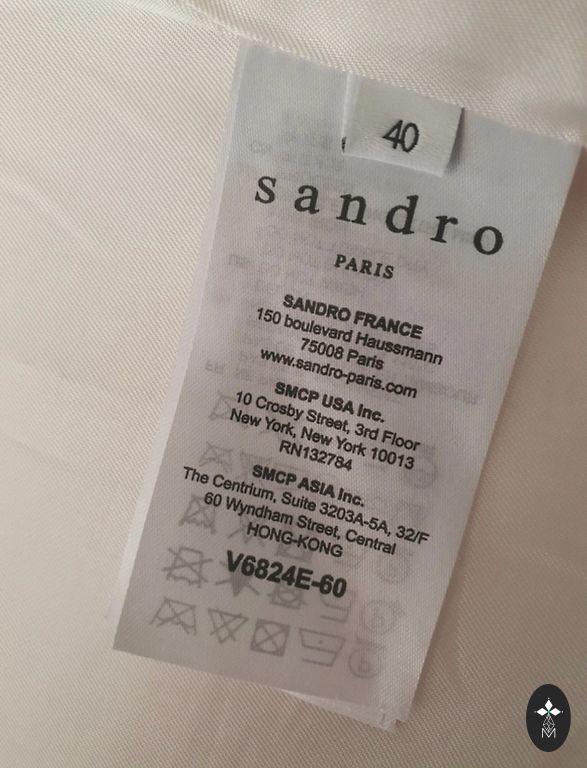 40
sandro
PARIS
SANDRO FRANCE
150 boulevard Haussmann
75008 Paris
www.sandro-paris.com
SMCP USA Inc.
10 Crosby Street, 3rd Floor
New York, New York 10013
RN132784
SMCP ASIA Inc.
The Centrium, Suite 3203A-5A, 32/F
60 Wyndham Street, Central
HONG-KONG
V6824E-60